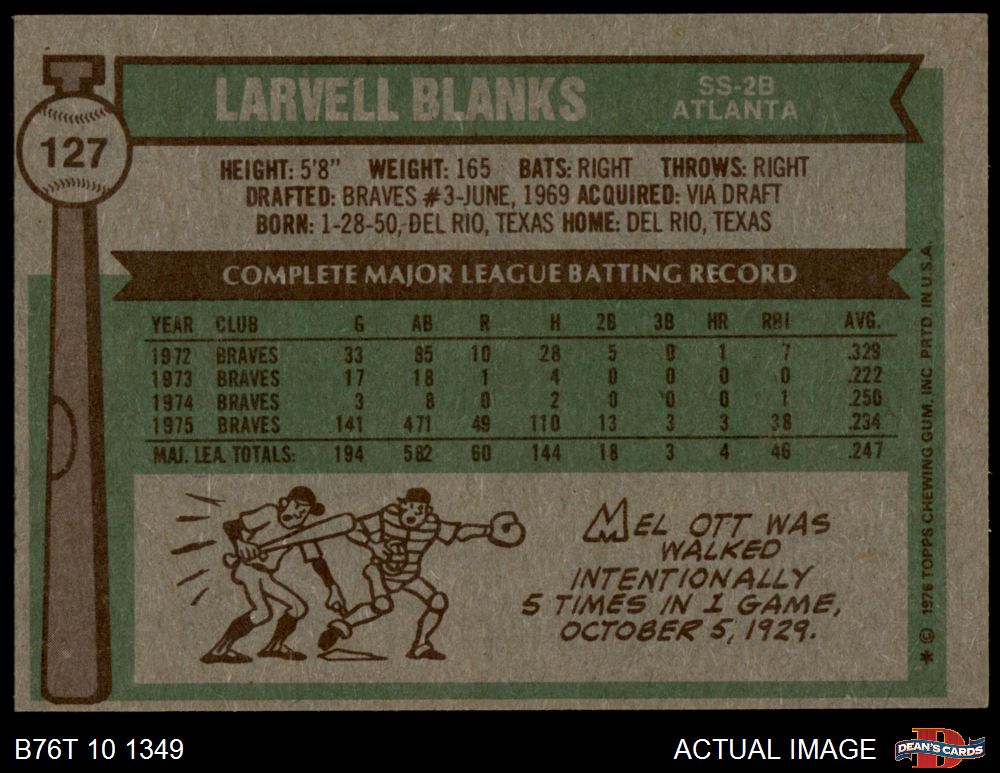 127
LARVELL BLANKS
SS-2B
ATLANTA
HEIGHT: 5'8" WEIGHT: 165 BATS: RIGHT THROWS: RIGHT
DRAFTED: BRAVES #3-JUNE, 1969 ACQUIRED: VIA DRAFT
BORN: 1-28-50, DEL RIO, TEXAS HOME: DEL RIO, TEXAS
COMPLETE MAJOR LEAGUE BATTING RECORD
YEAR CLUB G AB R H 2B 3B HR RBI AVG.
1972 BRAVES 33 85 10 28 5 0 1 7 .329
1973 BRAVES 17 18 1 4 0 0 0 0 .222
1974 BRAVES 3 8 0 2 0 0 0 1 .250
1975 BRAVES 141 471 49 110 13 3 3 38 .234
MAJ. LEA. TOTALS: 194 582 60 144 18 3 4 46 .247
MEL OTT WAS
WALKED
INTENTIONALLY
5 TIMES IN 1 GAME,
OCTOBER 5, 1929.
* © 1976 TOPPS CHEWING GUM, INC PRTD. IN U.S.A.
B76T 10 1349
ACTUAL IMAGE
DEAN'S CARDS